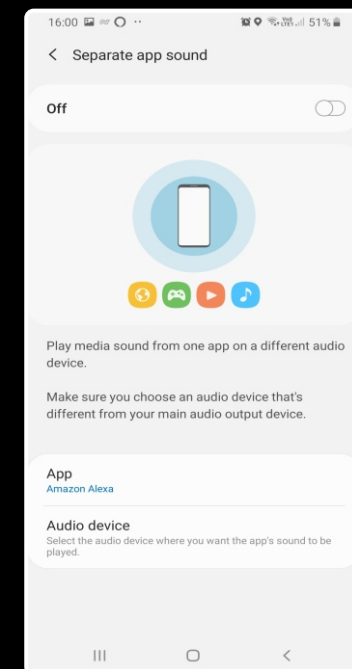 16:00 51%
Separate app sound
Off
Play media sound from one app on a different audio
device.
Make sure you choose an audio device that's
different from your main audio output device.
App
Amazon Alexa
Audio device
Select the audio device where you want the app's sound to be
played.